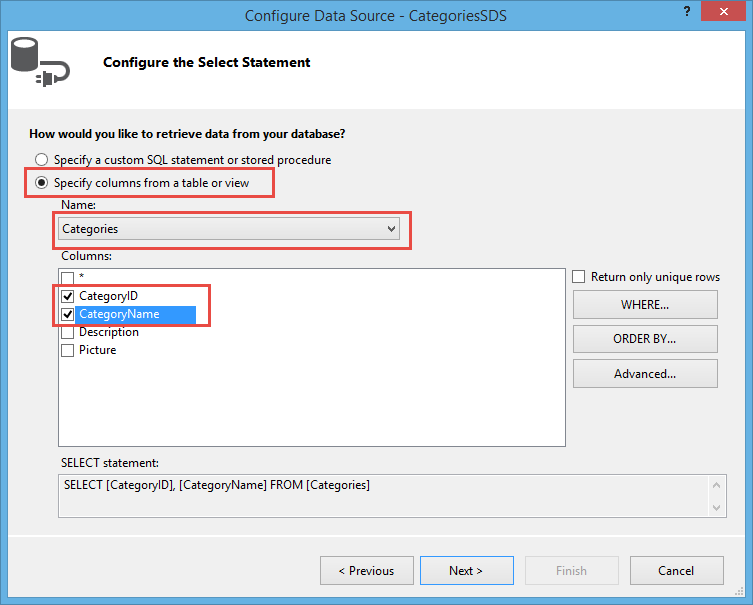 Configure Data Source - CategoriesSDS
?
Configure the Select Statement
How would you like to retrieve data from your database?
Specify a custom SQL statement or stored procedure
Specify columns from a table or view
Name:
Categories
Columns:
*
Return only unique rows
CategoryID
WHERE...
CategoryName
Description
ORDER BY...
Picture
Advanced...
SELECT statement:
SELECT [CategoryID], [CategoryName] FROM [Categories]
< Previous
Next >
Finish
Cancel